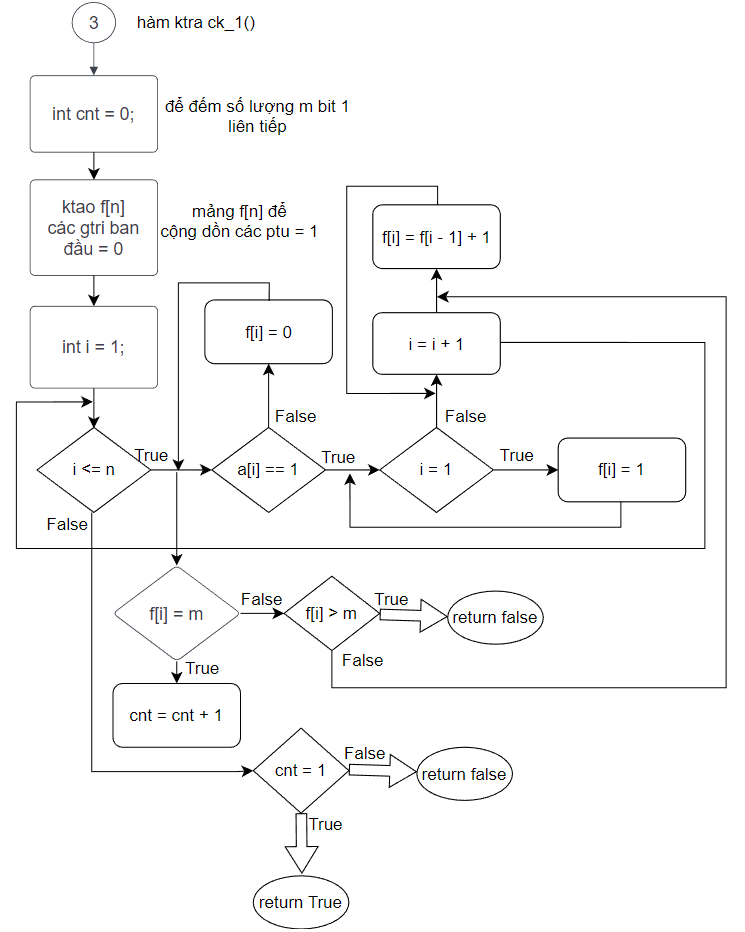 3
hàm ktra ck_1()
int cnt = 0;
để đếm số lượng m bit 1
liên tiếp
ktao f[n]
các gtri ban
đầu = 0
mảng f[n] để
cộng dồn các ptu = 1
f[i] = f[i - 1] + 1
int i = 1;
f[i] = 0
i = i + 1
False
False
i <= n
True
a[i] == 1
True
i = 1
True
f[i] = 1
False
f[i] = m
False
f[i] > m
True
return false
True
False
cnt = cnt + 1
cnt = 1
False
return false
True
return True